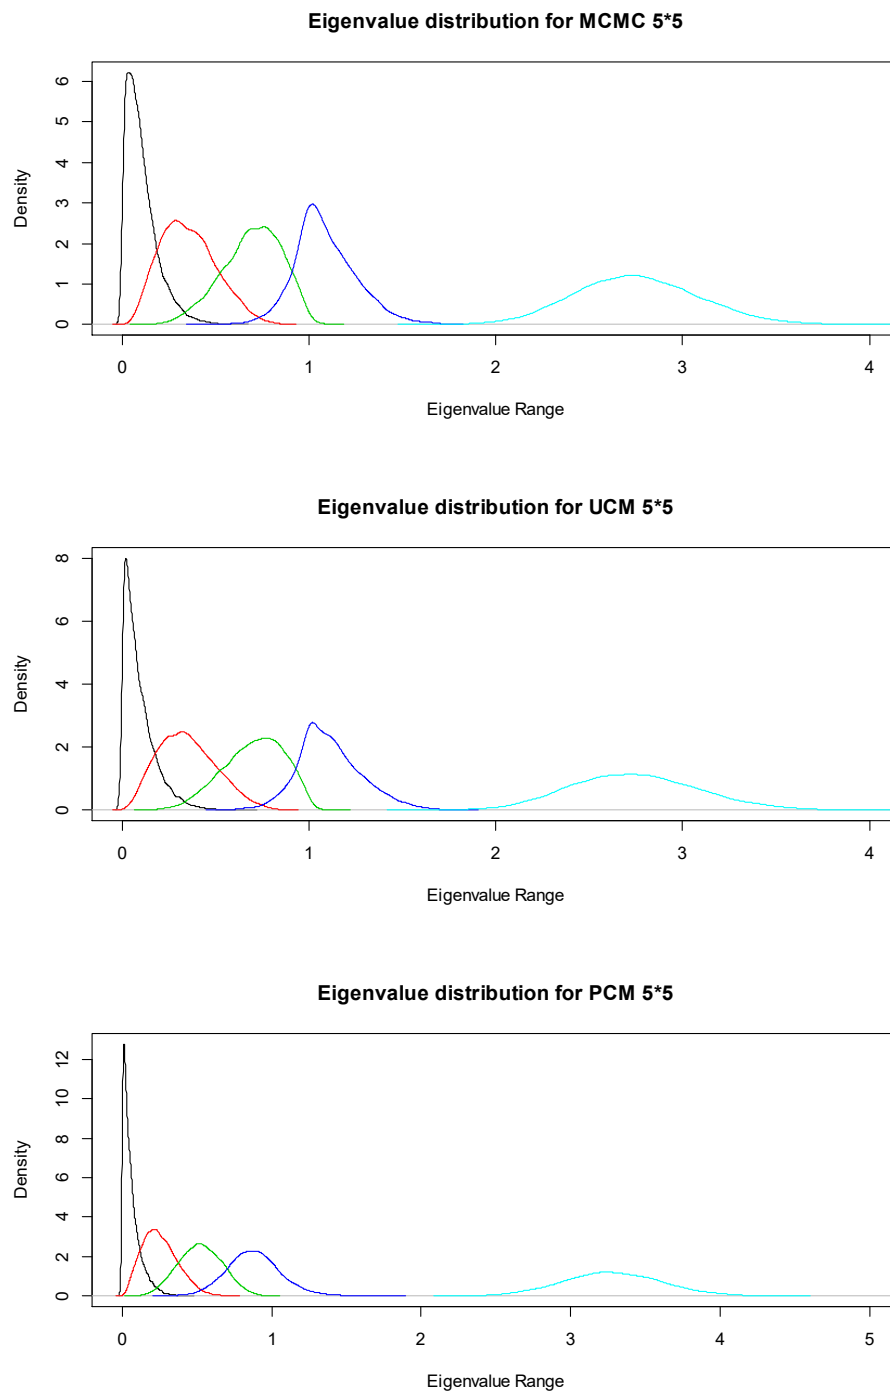 Eigenvalue distribution for MCMC 5*5
Density
0 1 2 3 4 5 6
0 1 2 3 4
Eigenvalue Range
Eigenvalue distribution for UCM 5*5
Density
0 2 4 6 8
0 1 2 3 4
Eigenvalue Range
Eigenvalue distribution for PCM 5*5
Density
0 2 4 6 8 10 12
0 1 2 3 4 5
Eigenvalue Range